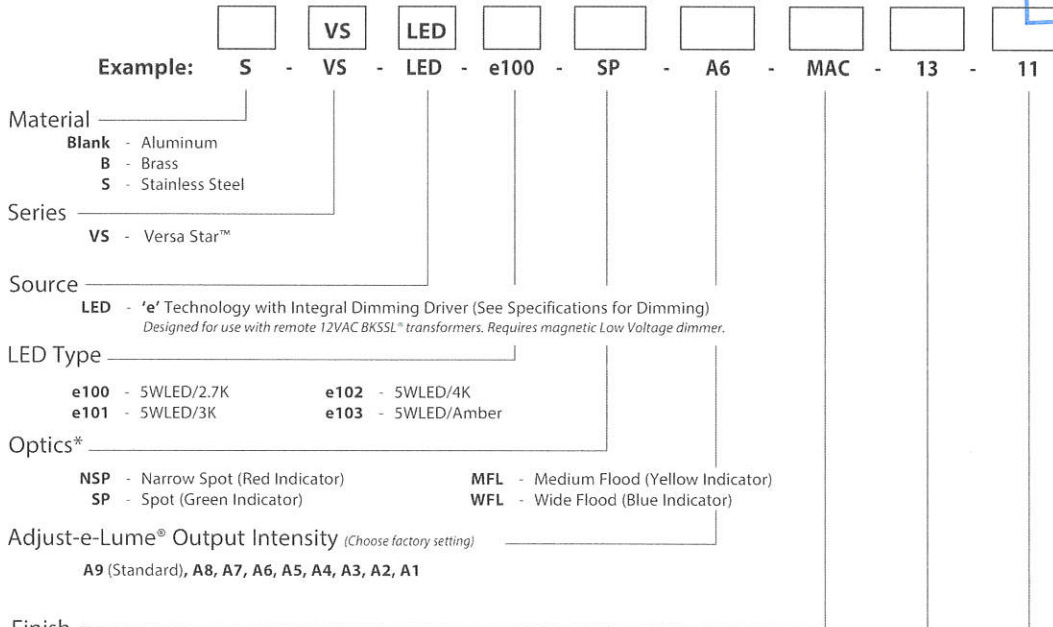 VS LED
Example: S - VS - LED - e100 - SP - A6 - MAC - 13 - 11
Material
Blank - Aluminum
B - Brass
S - Stainless Steel
Series
VS - Versa Star™
Source
LED - 'e' Technology with Integral Dimming Driver (See Specifications for Dimming)
Designed for use with remote 12VAC BKSSL® transformers. Requires magnetic Low Voltage dimmer.
LED Type
e100 - 5WLED/2.7K e102 - 5WLED/4K
e101 - 5WLED/3K e103 - 5WLED/Amber
Optics*
NSP - Narrow Spot (Red Indicator) MFL - Medium Flood (Yellow Indicator)
SP - Spot (Green Indicator) WFL - Wide Flood (Blue Indicator)
Adjust-e-Lume® Output Intensity (Choose factory setting)
A9 (Standard), A8, A7, A6, A5, A4, A3, A2, A1
Finish